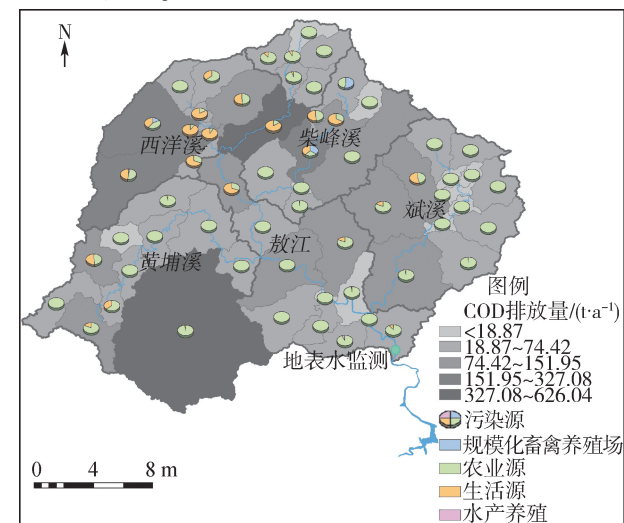 N
西洋溪
柴峰溪
斌溪
黄埔溪
敖江
地表水监测
图例
COD排放量/(t·a⁻¹)
<18.87
18.87~74.42
74.42~151.95
151.95~327.08
327.08~626.04
污染源
规模化畜禽养殖场
农业源
生活源
水产养殖
0 4 8 m